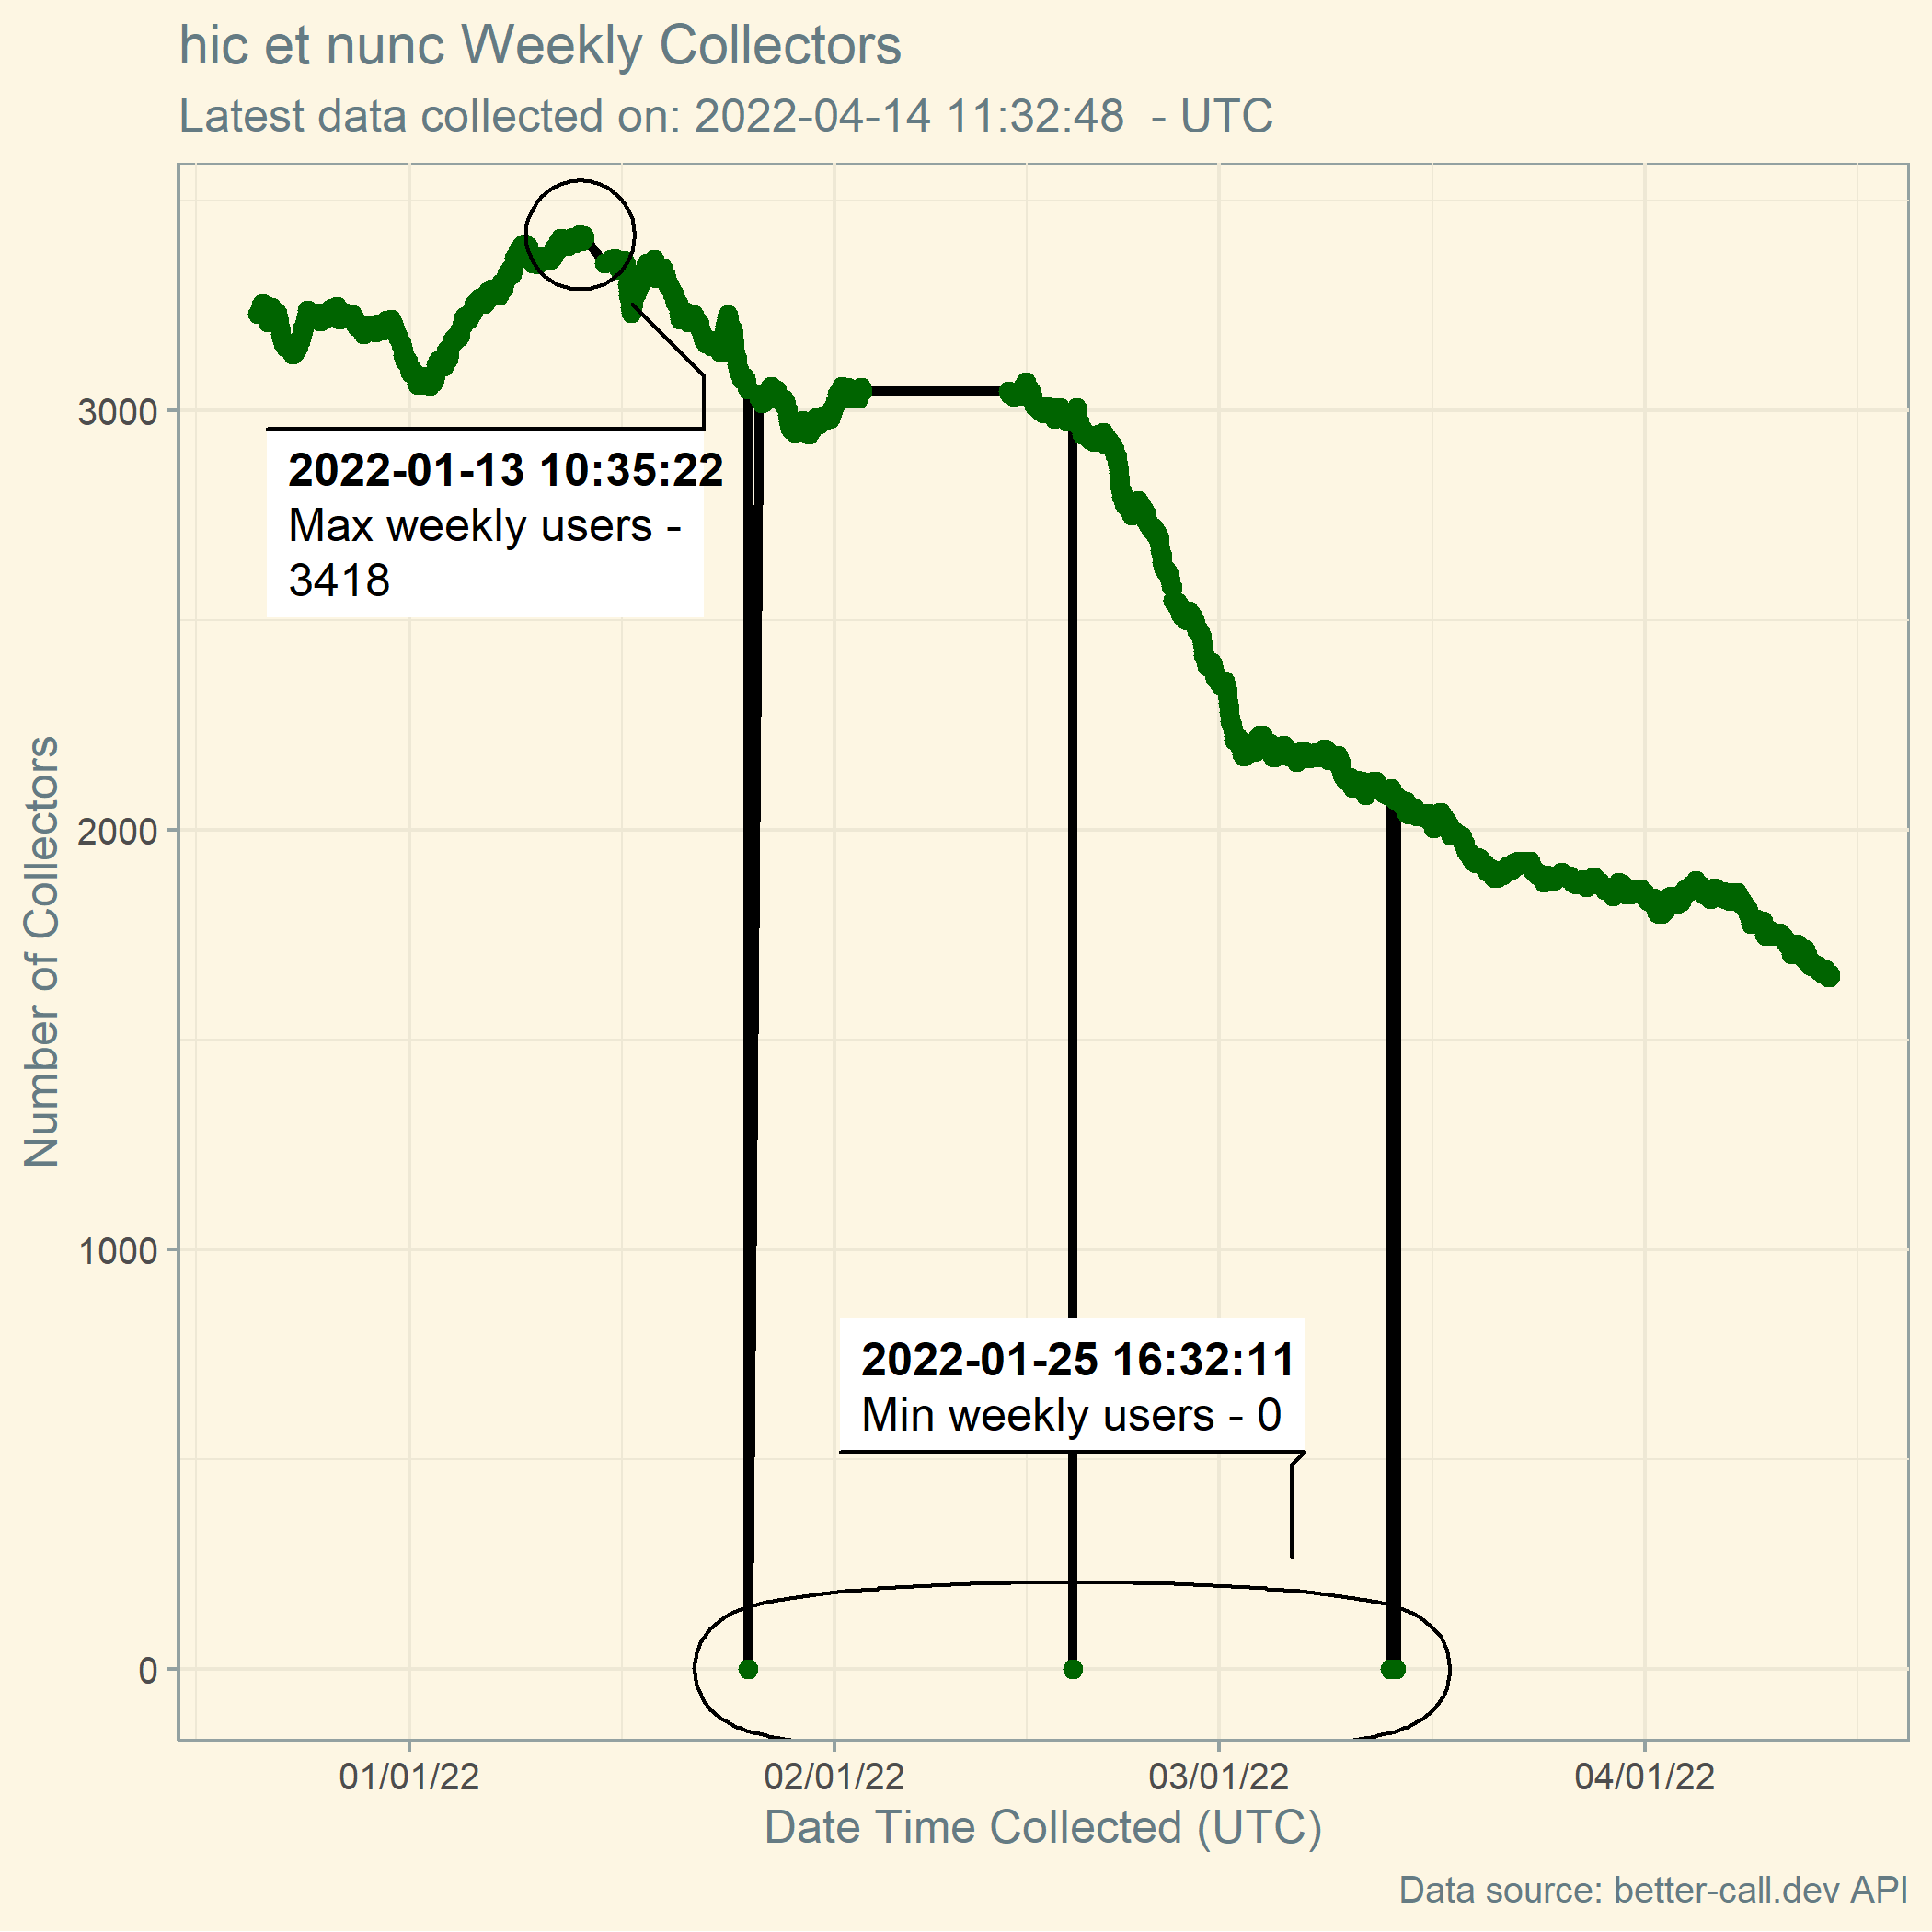 hic et nunc Weekly Collectors
Latest data collected on: 2022-04-14 11:32:48  - UTC
Number of Collectors
3000
2000
1000
0
2022-01-13 10:35:22
Max weekly users -
3418
2022-01-25 16:32:11
Min weekly users - 0
01/01/22
02/01/22
03/01/22
04/01/22
Date Time Collected (UTC)
Data source: better-call.dev API